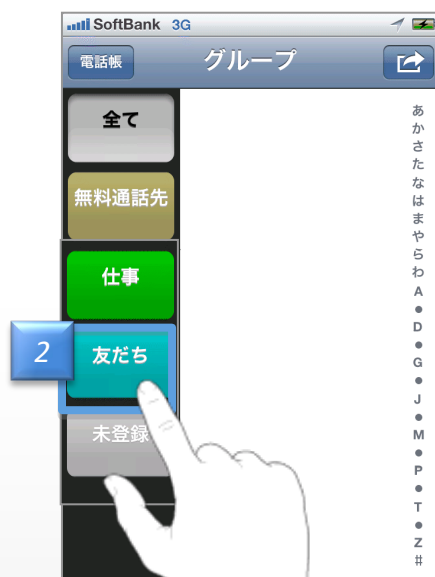 SoftBank 3G
電話帳
グループ
全て
無料通話先
仕事
2
友だち
未登録
あ
か
さ
た
な
は
ま
や
ら
わ
A
●
D
●
G
●
J
●
M
●
P
●
T
●
Z
#